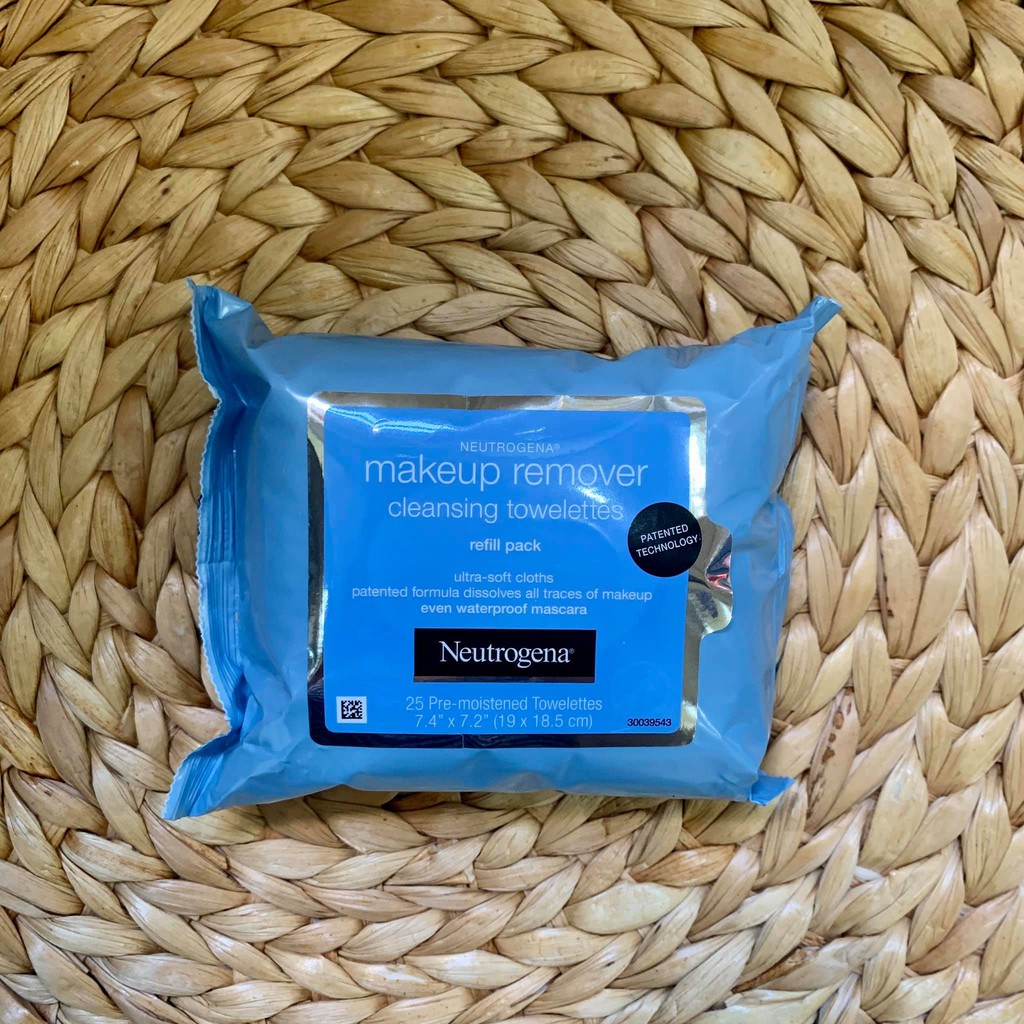 NEUTROGENA®
makeup remover
cleansing towelettes
refill pack
PATENTED
TECHNOLOGY
ultra-soft cloths
patented formula dissolves all traces of makeup
even waterproof mascara
Neutrogena®
25 Pre-moistened Towelettes
7.4" x 7.2" (19 x 18.5 cm)
30039543